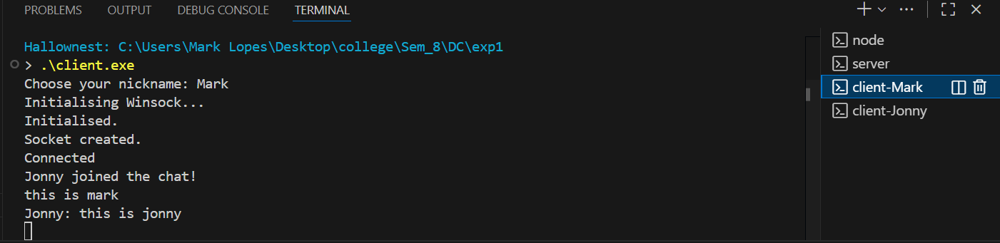 PROBLEMS OUTPUT DEBUG CONSOLE TERMINAL
Hallownest: C:\Users\Mark Lopes\Desktop\college\Sem_8\DC\exp1
> .\client.exe
Choose your nickname: Mark
Initialising Winsock...
Initialised.
Socket created.
Connected
Jonny joined the chat!
this is mark
Jonny: this is jonny
node
server
client-Mark
client-Jonny